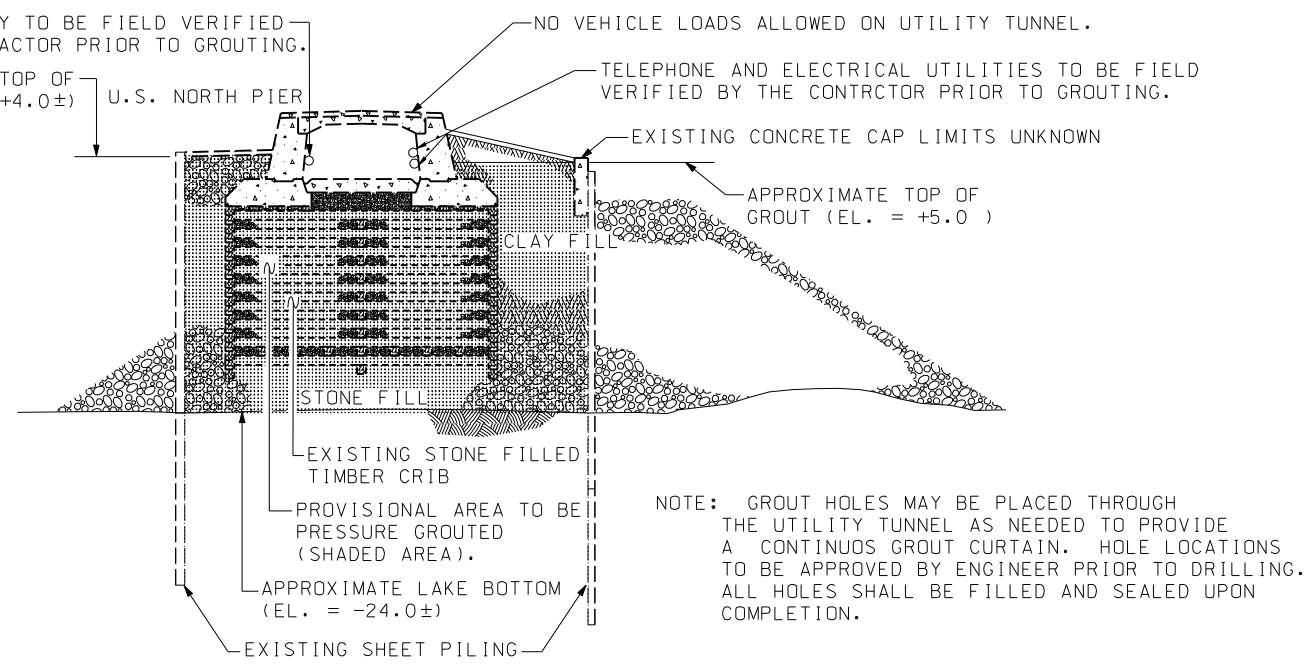 Y TO BE FIELD VERIFIED
ACTOR PRIOR TO GROUTING.
TOP OF
+4.0±)
U.S. NORTH PIER
NO VEHICLE LOADS ALLOWED ON UTILITY TUNNEL.
TELEPHONE AND ELECTRICAL UTILITIES TO BE FIELD
VERIFIED BY THE CONTRCTOR PRIOR TO GROUTING.
EXISTING CONCRETE CAP LIMITS UNKNOWN
APPROXIMATE TOP OF
GROUT (EL. = +5.0 )
CLAY FILL
STONE FILL
EXISTING STONE FILLED
TIMBER CRIB
PROVISIONAL AREA TO BE
PRESSURE GROUTED
(SHADED AREA).
APPROXIMATE LAKE BOTTOM
(EL. = -24.0±)
EXISTING SHEET PILING
NOTE: GROUT HOLES MAY BE PLACED THROUGH
THE UTILITY TUNNEL AS NEEDED TO PROVIDE
A CONTINUOS GROUT CURTAIN. HOLE LOCATIONS
TO BE APPROVED BY ENGINEER PRIOR TO DRILLING.
ALL HOLES SHALL BE FILLED AND SEALED UPON
COMPLETION.